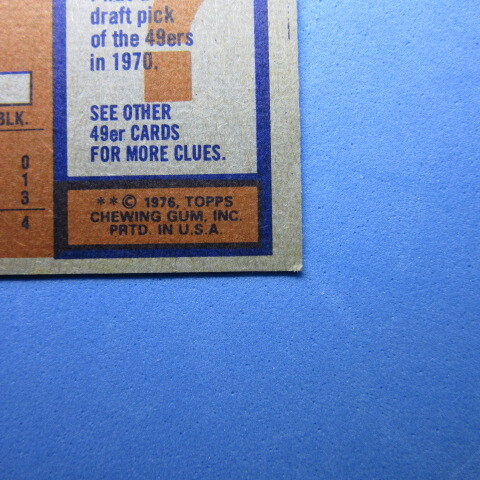 draft pick
of the 49ers
in 1970.
SEE OTHER
49er CARDS
FOR MORE CLUES.
BLK.
0
1
3
4
**© 1976, TOPPS
CHEWING GUM, INC.
PRTD. IN U.S.A.